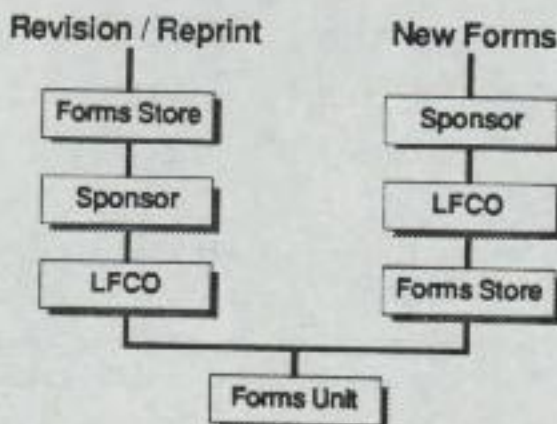 Revision / Reprint
Forms Store
Sponsor
LFCO
New Forms
Sponsor
LFCO
Forms Store
Forms Unit